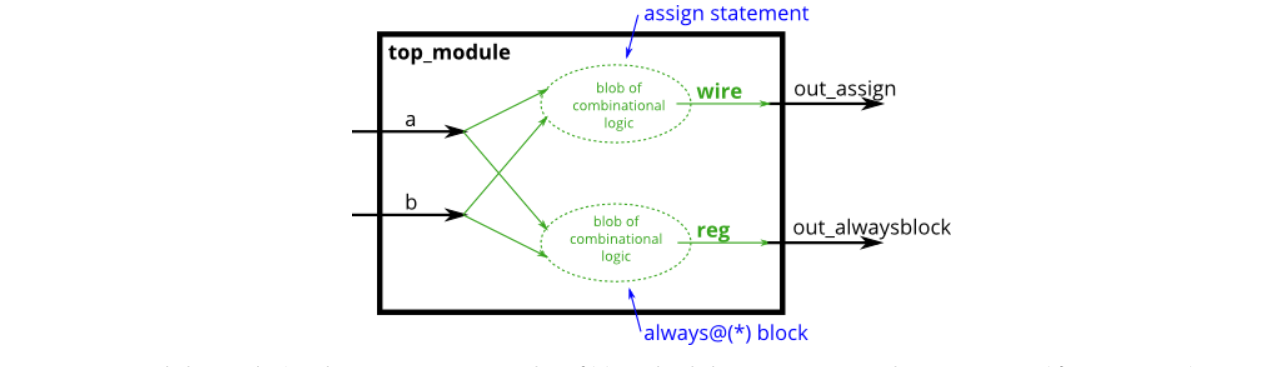 assign statement
top_module
blob of
combinational
logic
wire
out_assign
a
b
blob of
combinational
logic
reg
out_alwaysblock
always@(*) block